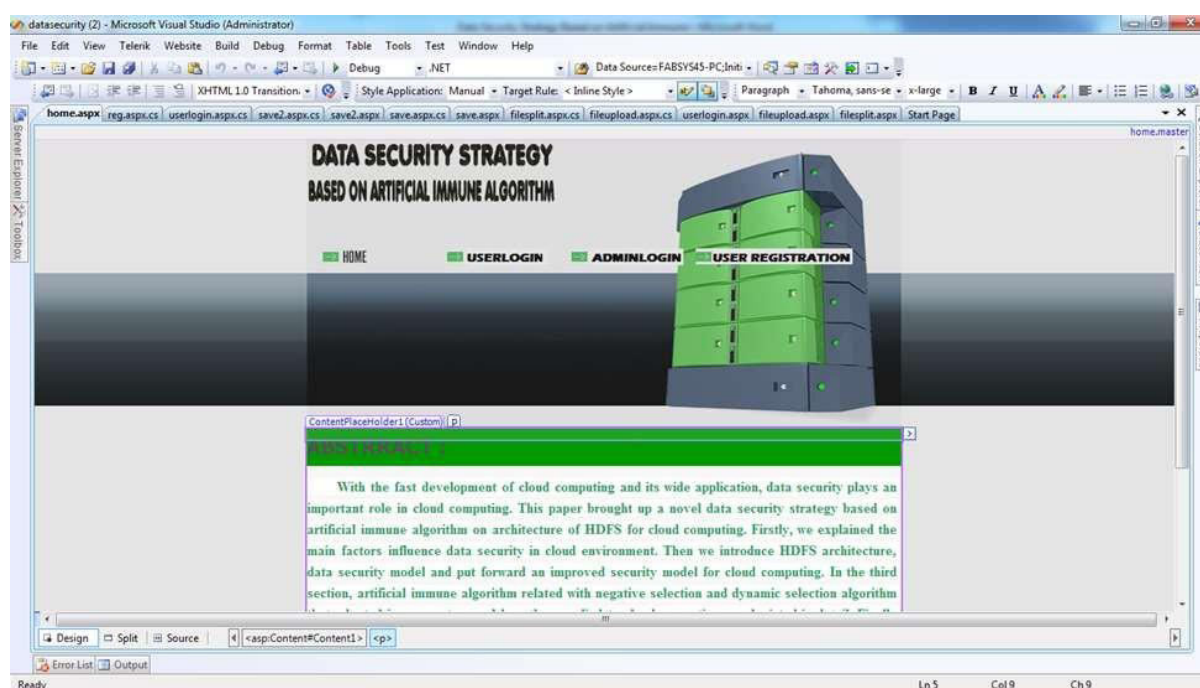 datasecurity (2) - Microsoft Visual Studio (Administrator)
File Edit View Telerik Website Build Debug Format Table Tools Test Window Help
Debug .NET Data Source=FABSYS45-PC;Initi
XHTML 1.0 Transition. Style Application: Manual Target Rule: < Inline Style > Paragraph Tahoma, sans-se x-large B I U A
home.aspx reg.aspx.cs userlogin.aspx.cs save2.aspx.cs save2.aspx save.aspx.cs save.aspx filesplit.aspx.cs fileupload.aspx.cs userlogin.aspx fileupload.aspx filesplit.aspx Start Page
home.master
Server Explorer
Toolbox
DATA SECURITY STRATEGY
BASED ON ARTIFICIAL IMMUNE ALGORITHM
HOME USERLOGIN ADMINLOGIN USER REGISTRATION
ContentPlaceHolder1 (Custom) p
ABSTRRACT :
With the fast development of cloud computing and its wide application, data security plays an
important role in cloud computing. This paper brought up a novel data security strategy based on
artificial immune algorithm on architecture of HDFS for cloud computing. Firstly, we explained the
main factors influence data security in cloud environment. Then we introduce HDFS architecture,
data security model and put forward an improved security model for cloud computing. In the third
section, artificial immune algorithm related with negative selection and dynamic selection algorithm
Design Split Source <asp:Content#Content1> <p>
Error List Output
Ready Ln 5 Col 9 Ch 9